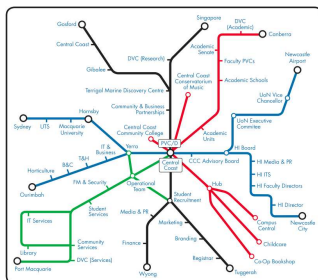 Gosford
Singapore
DVC
(Academic)
Canberra
Central Coast
Academic
Senate
DVC (Research)
Faculty PVCs
Newcastle
Airport
Gibalee
Terrigal Marine Discovery Centre
Central Coast
Conservatorium
of Music
Academic Schools
UoN Vice
Chancellor
Community & Business
Partnerships
Hornsby
UoN Executive
Committee
Sydney
UTS
Macquarie
University
Central Coast
Community College
Academic
Units
PVC/D
IT &
Business
Yerra
HI Board
T&H
Central
Coast
CCC Advisory Board
B&C
HI Media & PR
Horticulture
FM & Security
Operational
Team
HI ITS
Ourimbah
Student
Recruitment
Hub
HI Faculty Directors
Student
Services
Media & PR
HI Director
IT Services
Marketing
Campus
Central
Newcastle
City
Finance
Branding
Library
Community
Services
Childcare
DVC (Services)
Registrar
Co-Op Bookshop
Port Macquarie
Wyong
Tuggerah